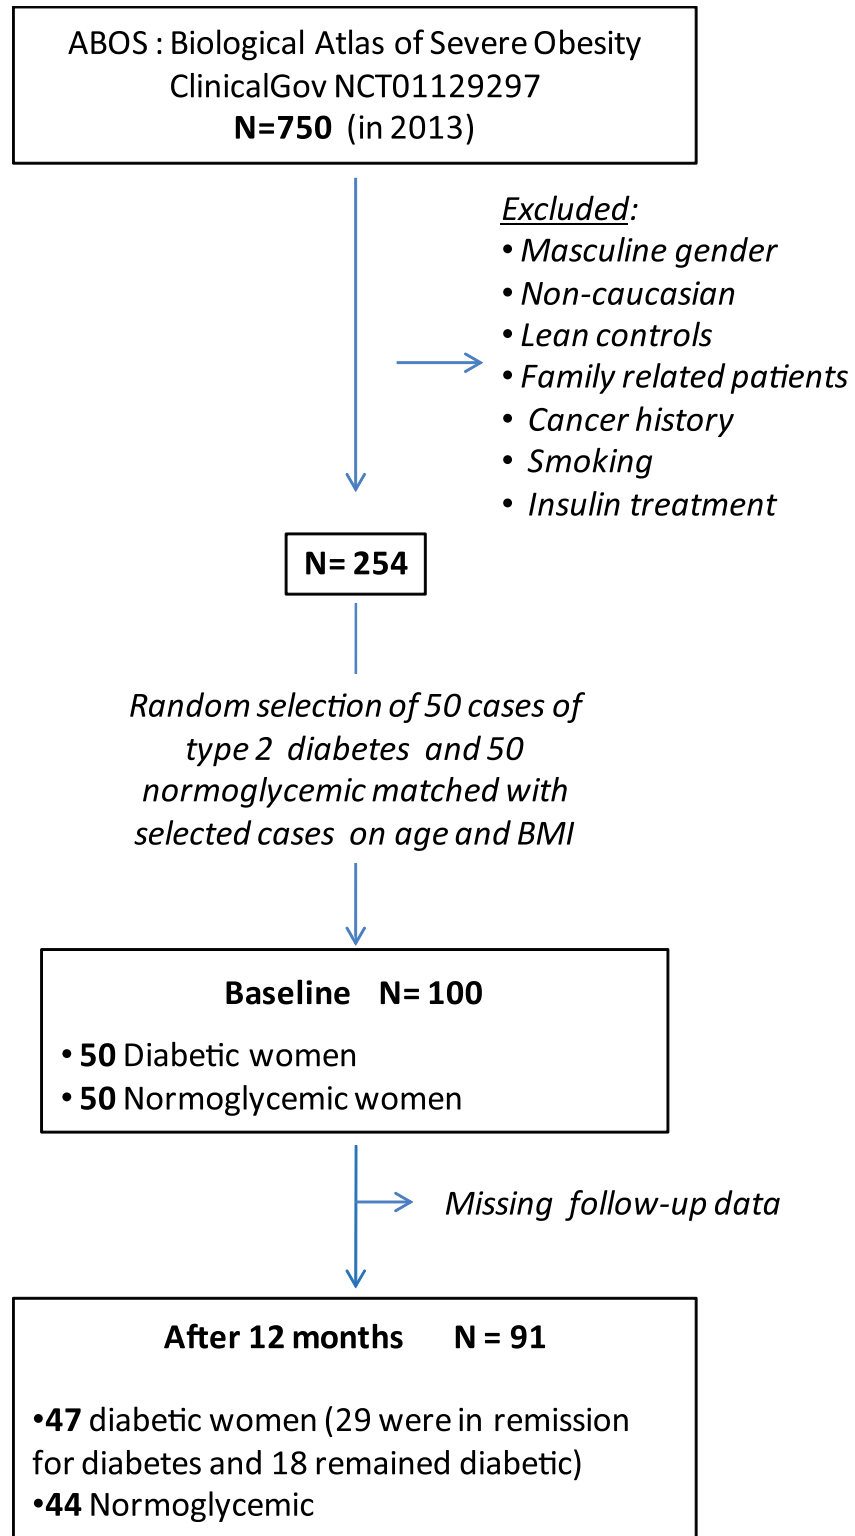 ABOS : Biological Atlas of Severe Obesity
ClinicalGov NCT01129297
N=750 (in 2013)
Excluded:
• Masculine gender
• Non-caucasian
• Lean controls
• Family related patients
• Cancer history
• Smoking
• Insulin treatment
N= 254
Random selection of 50 cases of
type 2 diabetes and 50
normoglycemic matched with
selected cases on age and BMI
Baseline N= 100
• 50 Diabetic women
• 50 Normoglycemic women
Missing follow-up data
After 12 months N = 91
•47 diabetic women (29 were in remission
for diabetes and 18 remained diabetic)
•44 Normoglycemic